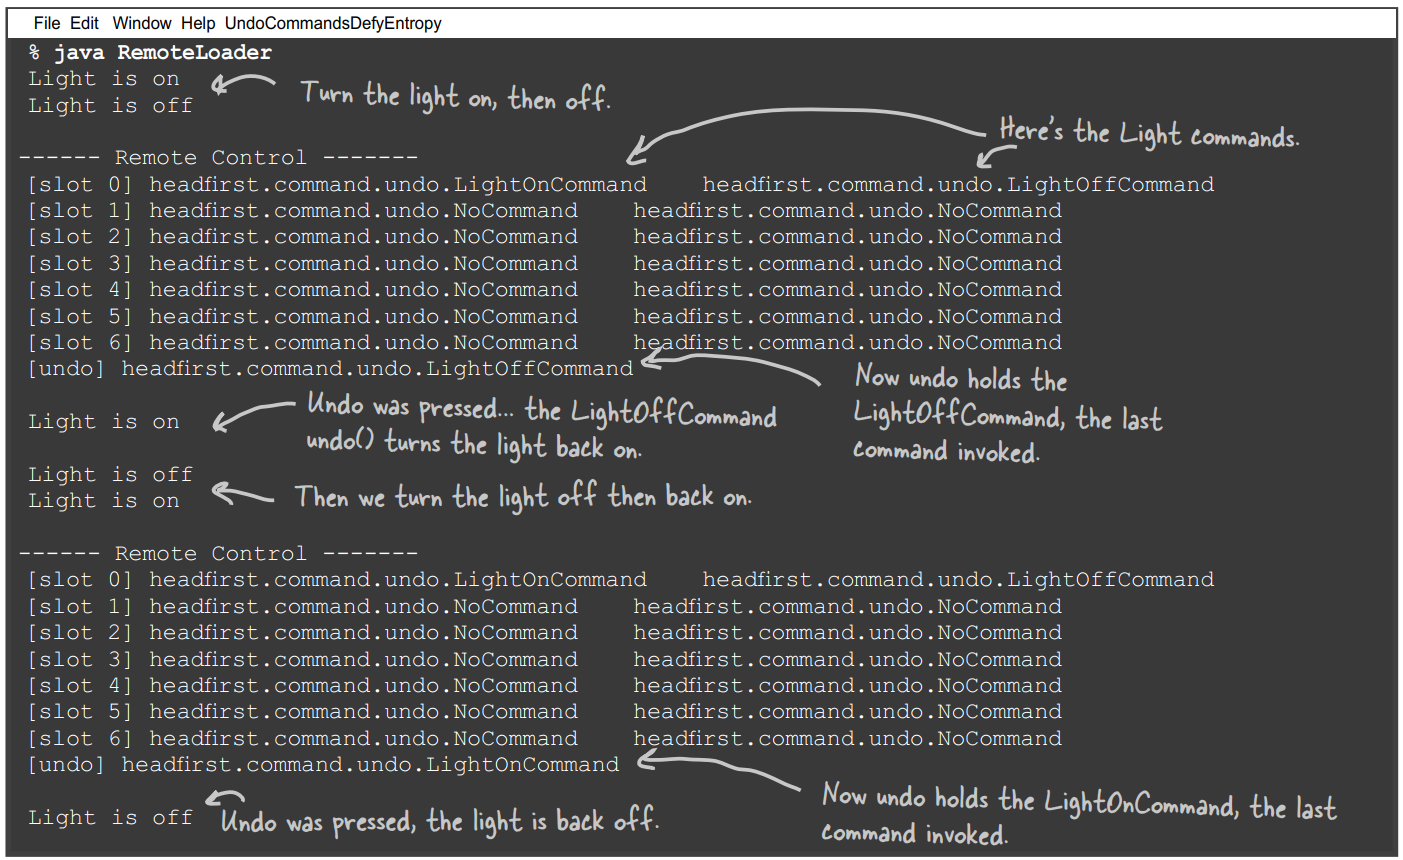 File Edit Window Help UndoCommandsDefyEntropy
% java RemoteLoader
Light is on
Light is off
Turn the light on, then off.
Here's the Light commands.
------ Remote Control -------
[slot 0] headfirst.command.undo.LightOnCommand headfirst.command.undo.LightOffCommand
[slot 1] headfirst.command.undo.NoCommand headfirst.command.undo.NoCommand
[slot 2] headfirst.command.undo.NoCommand headfirst.command.undo.NoCommand
[slot 3] headfirst.command.undo.NoCommand headfirst.command.undo.NoCommand
[slot 4] headfirst.command.undo.NoCommand headfirst.command.undo.NoCommand
[slot 5] headfirst.command.undo.NoCommand headfirst.command.undo.NoCommand
[slot 6] headfirst.command.undo.NoCommand headfirst.command.undo.NoCommand
[undo] headfirst.command.undo.LightOffCommand
Now undo holds the
LightOffCommand, the last
command invoked.
Light is on
Undo was pressed... the LightOffCommand
undo() turns the light back on.
Light is off
Light is on
Then we turn the light off then back on.
------ Remote Control -------
[slot 0] headfirst.command.undo.LightOnCommand headfirst.command.undo.LightOffCommand
[slot 1] headfirst.command.undo.NoCommand headfirst.command.undo.NoCommand
[slot 2] headfirst.command.undo.NoCommand headfirst.command.undo.NoCommand
[slot 3] headfirst.command.undo.NoCommand headfirst.command.undo.NoCommand
[slot 4] headfirst.command.undo.NoCommand headfirst.command.undo.NoCommand
[slot 5] headfirst.command.undo.NoCommand headfirst.command.undo.NoCommand
[slot 6] headfirst.command.undo.NoCommand headfirst.command.undo.NoCommand
[undo] headfirst.command.undo.LightOnCommand
Now undo holds the LightOnCommand, the last
command invoked.
Light is off
Undo was pressed, the light is back off.